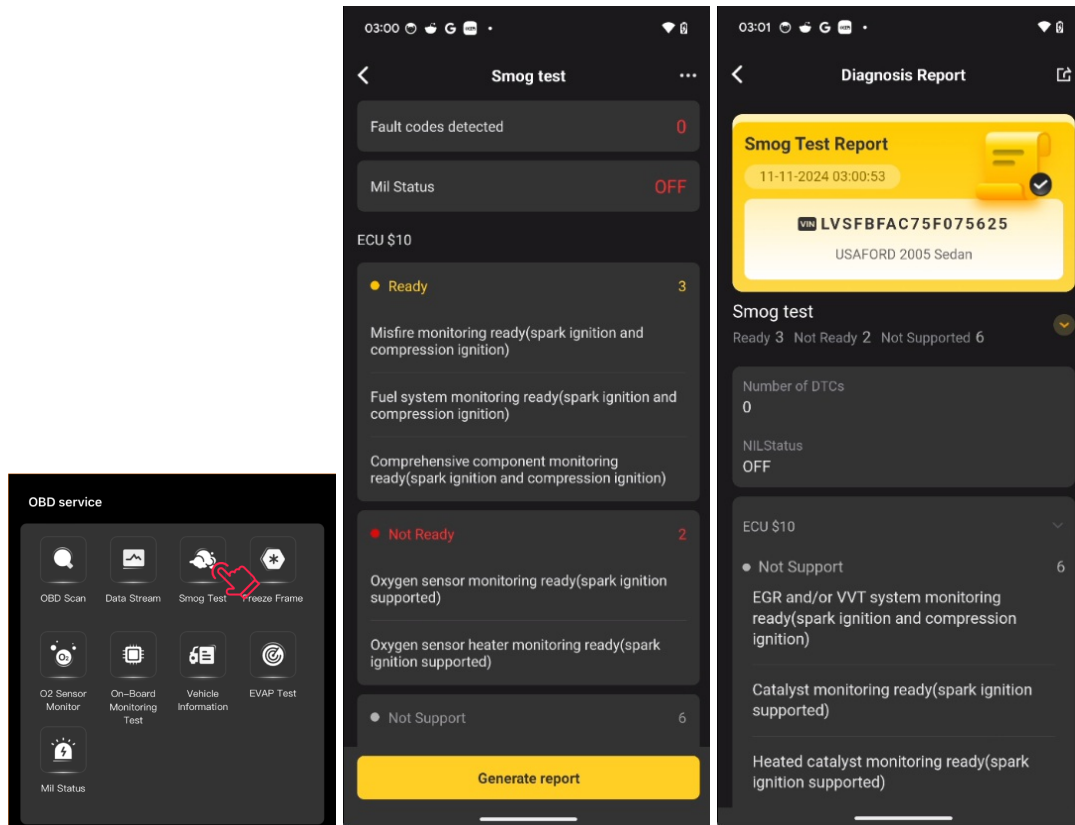 OBD service
OBD Scan
Data Stream
Smog Test
Freeze Frame
O2
O2 Sensor
Monitor
On-Board
Monitoring
Test
Vehicle
Information
EVAP Test
Mil Status
03:00
G
Smog test
Fault codes detected 0
Mil Status OFF
ECU $10
Ready 3
Misfire monitoring ready(spark ignition and
compression ignition)
Fuel system monitoring ready(spark ignition and
compression ignition)
Comprehensive component monitoring
ready(spark ignition and compression ignition)
Not Ready 2
Oxygen sensor monitoring ready(spark ignition
supported)
Oxygen sensor heater monitoring ready(spark
ignition supported)
Not Support 6
Generate report
03:01
G
Diagnosis Report
Smog Test Report
11-11-2024 03:00:53
VIN LVSFBFAC75F075625
USAFORD 2005 Sedan
Smog test
Ready 3 Not Ready 2 Not Supported 6
Number of DTCs
0
NILStatus
OFF
ECU $10
Not Support 6
EGR and/or VVT system monitoring
ready(spark ignition and compression
ignition)
Catalyst monitoring ready(spark ignition
supported)
Heated catalyst monitoring ready(spark
ignition supported)